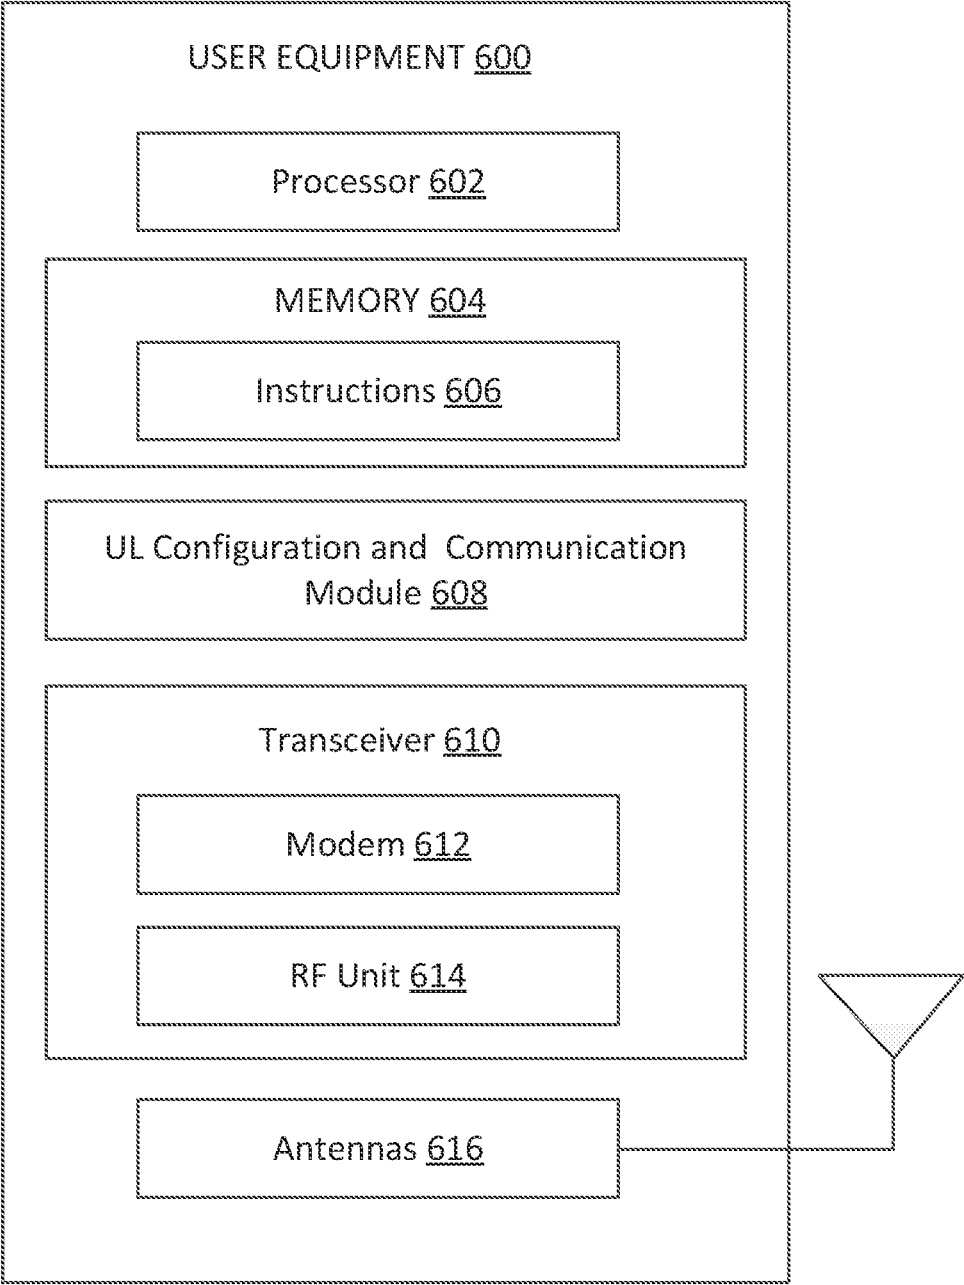 USER EQUIPMENT 600
Processor 602
MEMORY 604
Instructions 606
UL Configuration and Communication
Module 608
Transceiver 610
Modem 612
RF Unit 614
Antennas 616